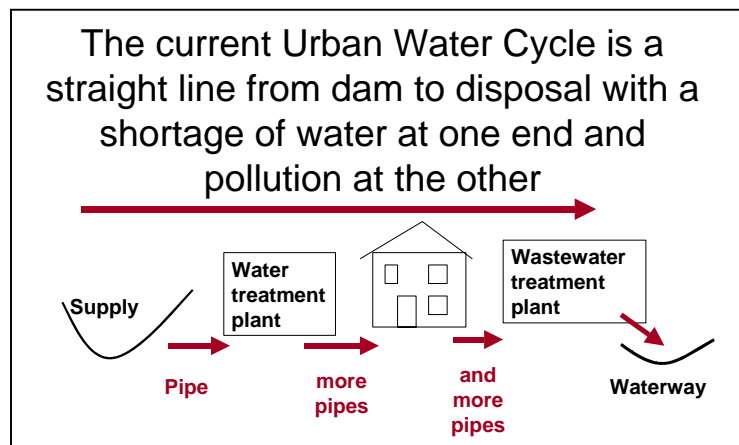 The current Urban Water Cycle is a
straight line from dam to disposal with a
shortage of water at one end and
pollution at the other
Supply
Water
treatment
plant
Wastewater
treatment
plant
Pipe
more
pipes
and
more
pipes
Waterway